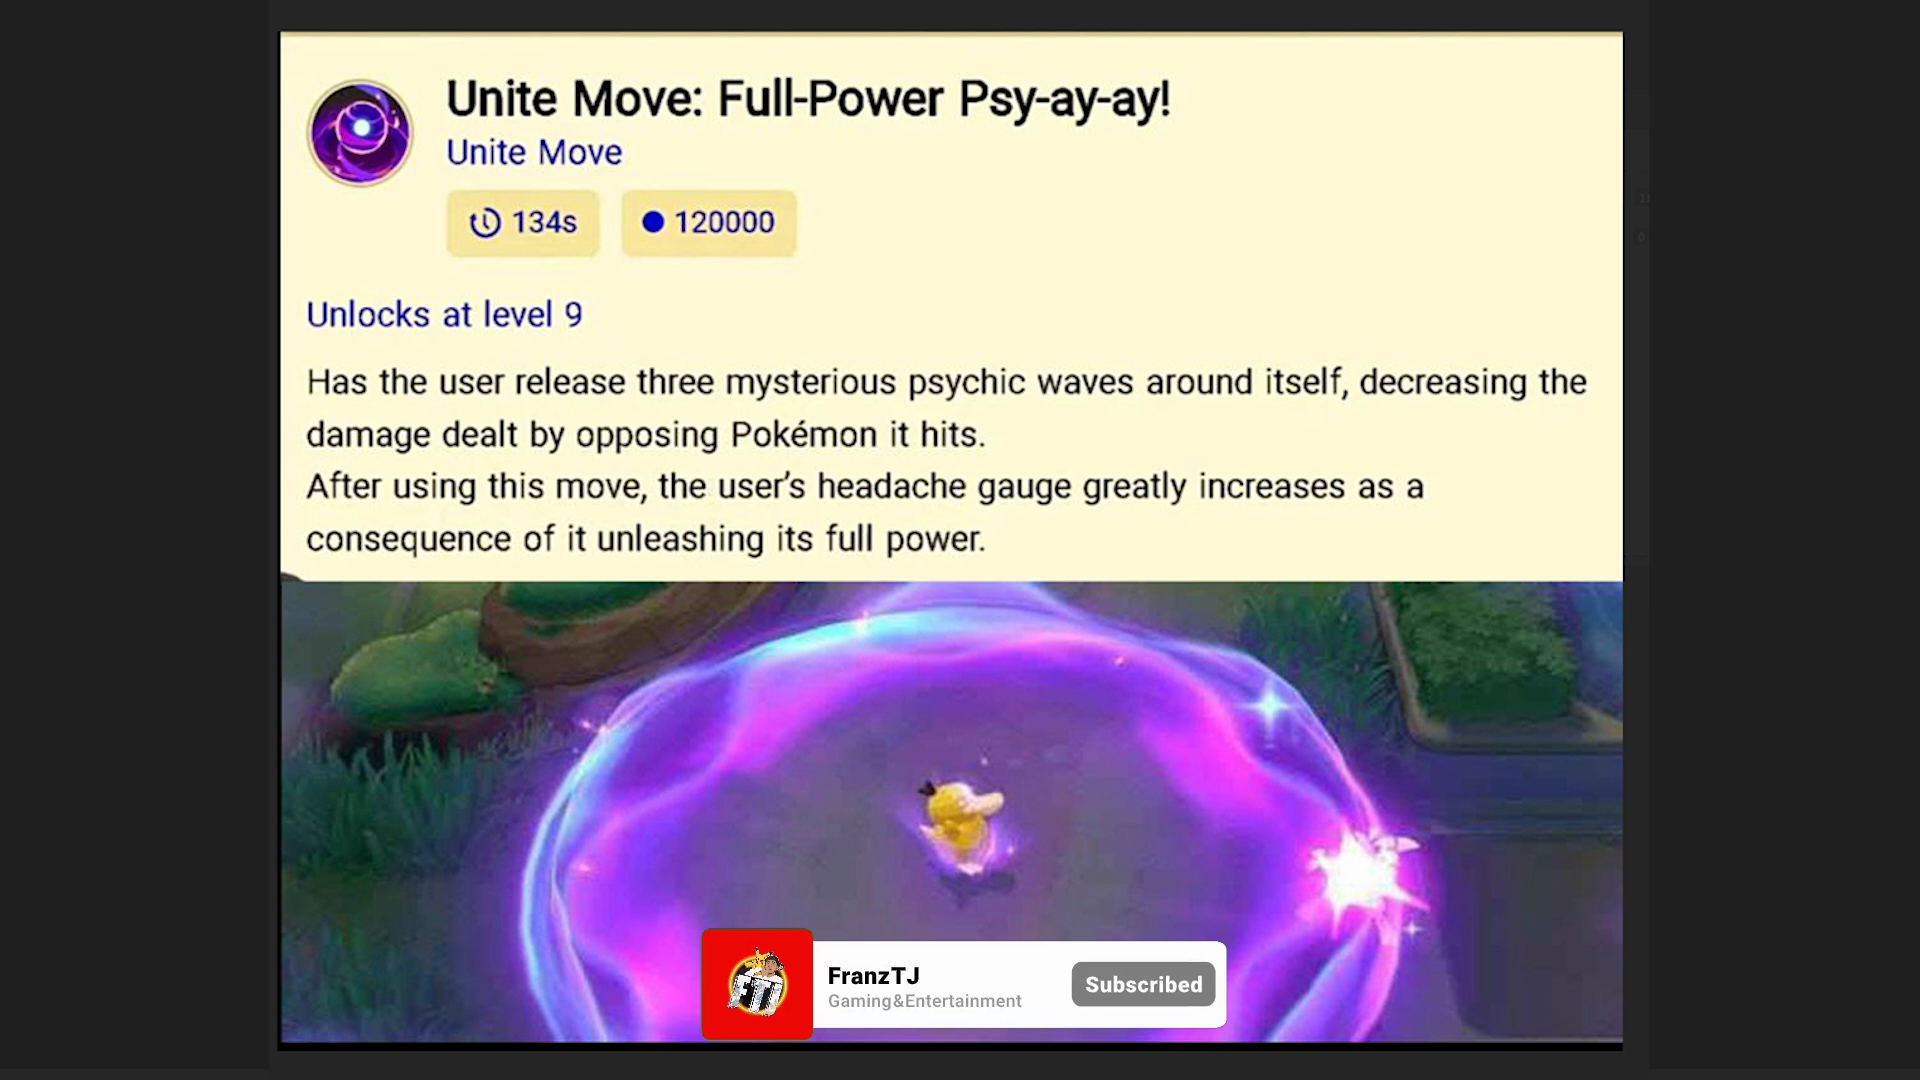 Unite Move: Full-Power Psy-ay-ay!
Unite Move
134s
120000
Unlocks at level 9
Has the user release three mysterious psychic waves around itself, decreasing the
damage dealt by opposing Pokémon it hits.
After using this move, the user’s headache gauge greatly increases as a
consequence of it unleashing its full power.
FTJ
FranzTJ
Gaming&Entertainment
Subscribed